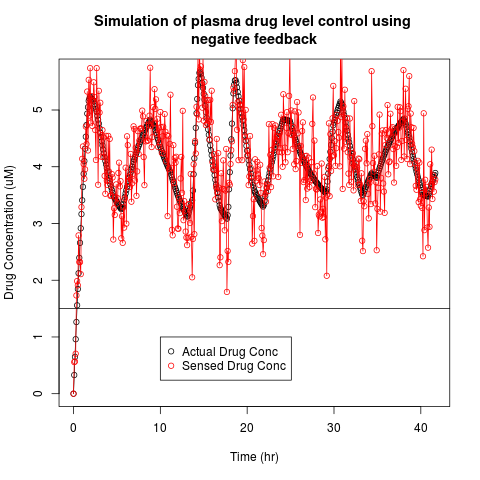 Simulation of plasma drug level control using
negative feedback
Drug Concentration (uM)
5
4
3
2
1
0
Actual Drug Conc
Sensed Drug Conc
0 10 20 30 40
Time (hr)